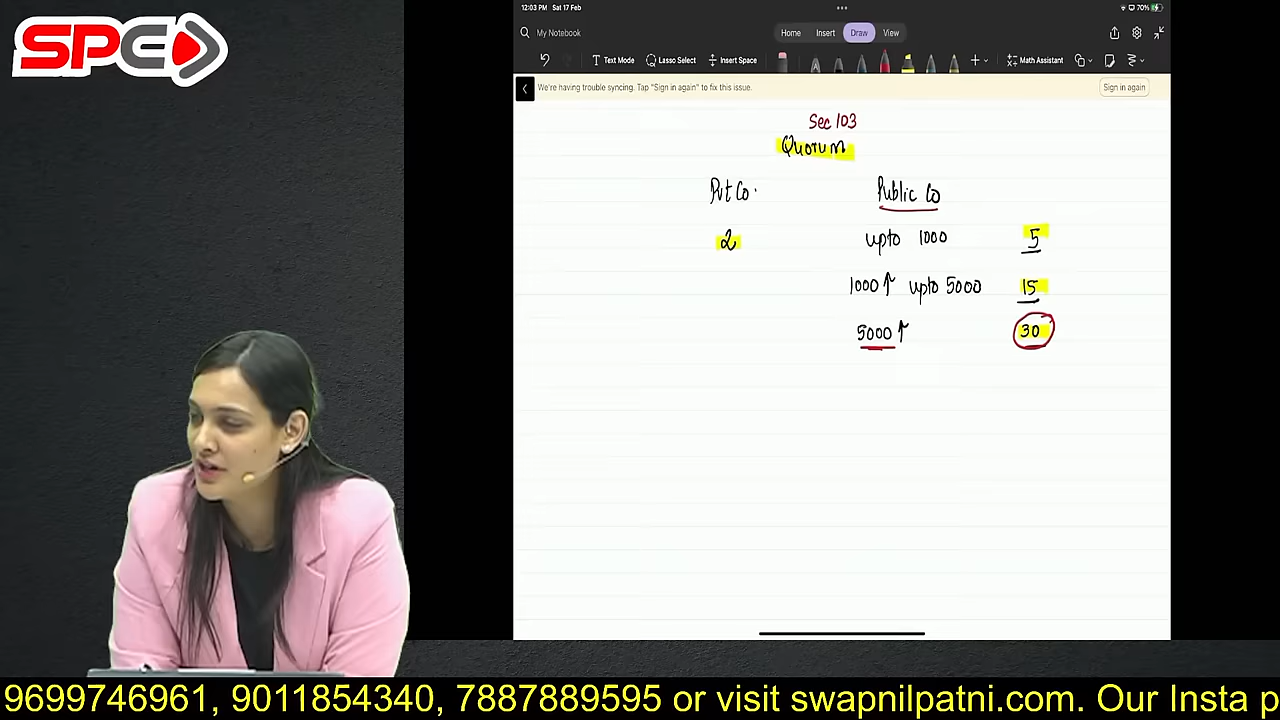 SPC
12:03 PM Sat 17 Feb
70%
My Notebook
Home Insert Draw View
Text Mode Lasso Select Insert Space Math Assistant
We're having trouble syncing. Tap "Sign in again" to fix this issue.
Sign in again
Sec 103
Quorum
Pvt Co. Public Co
2 upto 1000 5
1000↑ upto 5000 15
5000↑ 30
9699746961, 9011854340, 7887889595 or visit swapnilpatni.com. Our Insta p